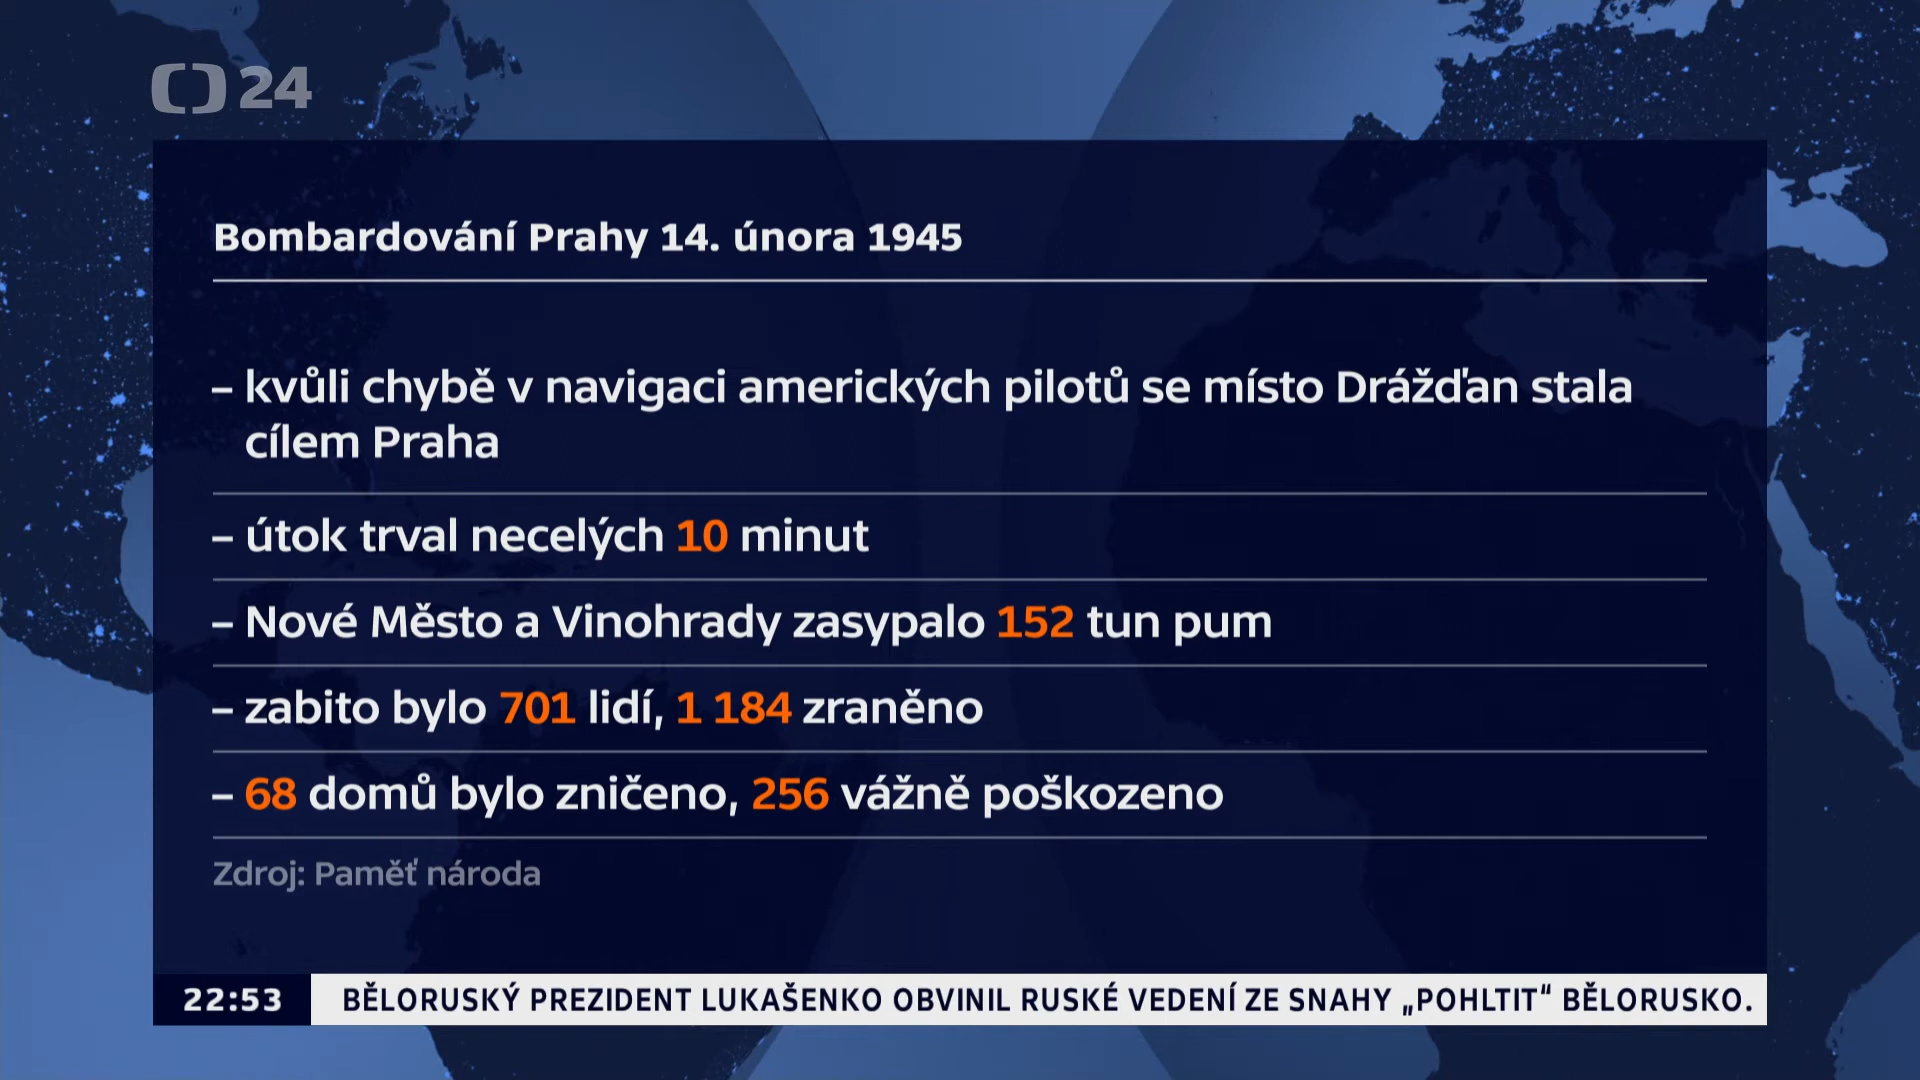 24
Bombardování Prahy 14. února 1945
– kvůli chybě v navigaci amerických pilotů se místo Drážďan stala
cílem Praha
– útok trval necelých 10 minut
– Nové Město a Vinohrady zasypalo 152 tun pum
– zabito bylo 701 lidí, 1 184 zraněno
– 68 domů bylo zničeno, 256 vážně poškozeno
Zdroj: Paměť národa
22:53 BĚLORUSKÝ PREZIDENT LUKAŠENKO OBVINIL RUSKÉ VEDENÍ ZE SNAHY „POHLTIT“ BĚLORUSKO.